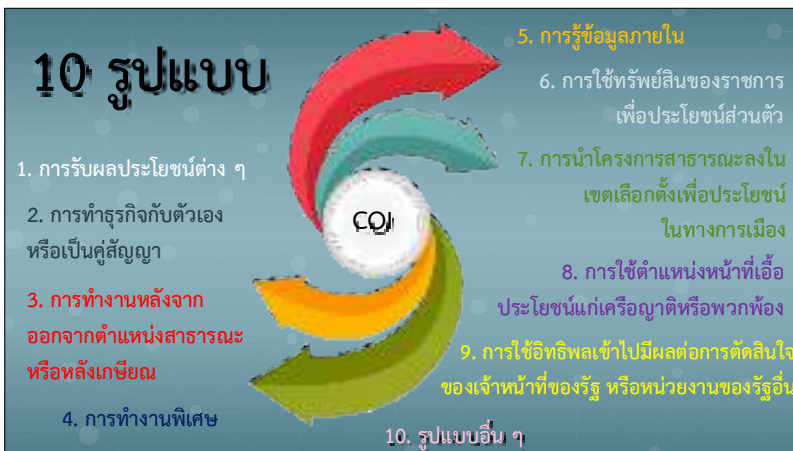 10 รูปแบบ
1. การรับผลประโยชน์ต่าง ๆ
2. การทำธุรกิจกับตัวเอง
หรือเป็นคู่สัญญา
3. การทำงานหลังจาก
ออกจากตำแหน่งสาธารณะ
หรือหลังเกษียณ
4. การทำงานพิเศษ
COI
5. การรู้ข้อมูลภายใน
6. การใช้ทรัพย์สินของราชการ
เพื่อประโยชน์ส่วนตัว
7. การนำโครงการสาธารณะลงใน
เขตเลือกตั้งเพื่อประโยชน์
ในทางการเมือง
8. การใช้ตำแหน่งหน้าที่เอื้อ
ประโยชน์แก่เครือญาติหรือพวกพ้อง
9. การใช้อิทธิพลเข้าไปมีผลต่อการตัดสินใจ
ของเจ้าหน้าที่ของรัฐ หรือหน่วยงานของรัฐอื่น
10. รูปแบบอื่น ๆ